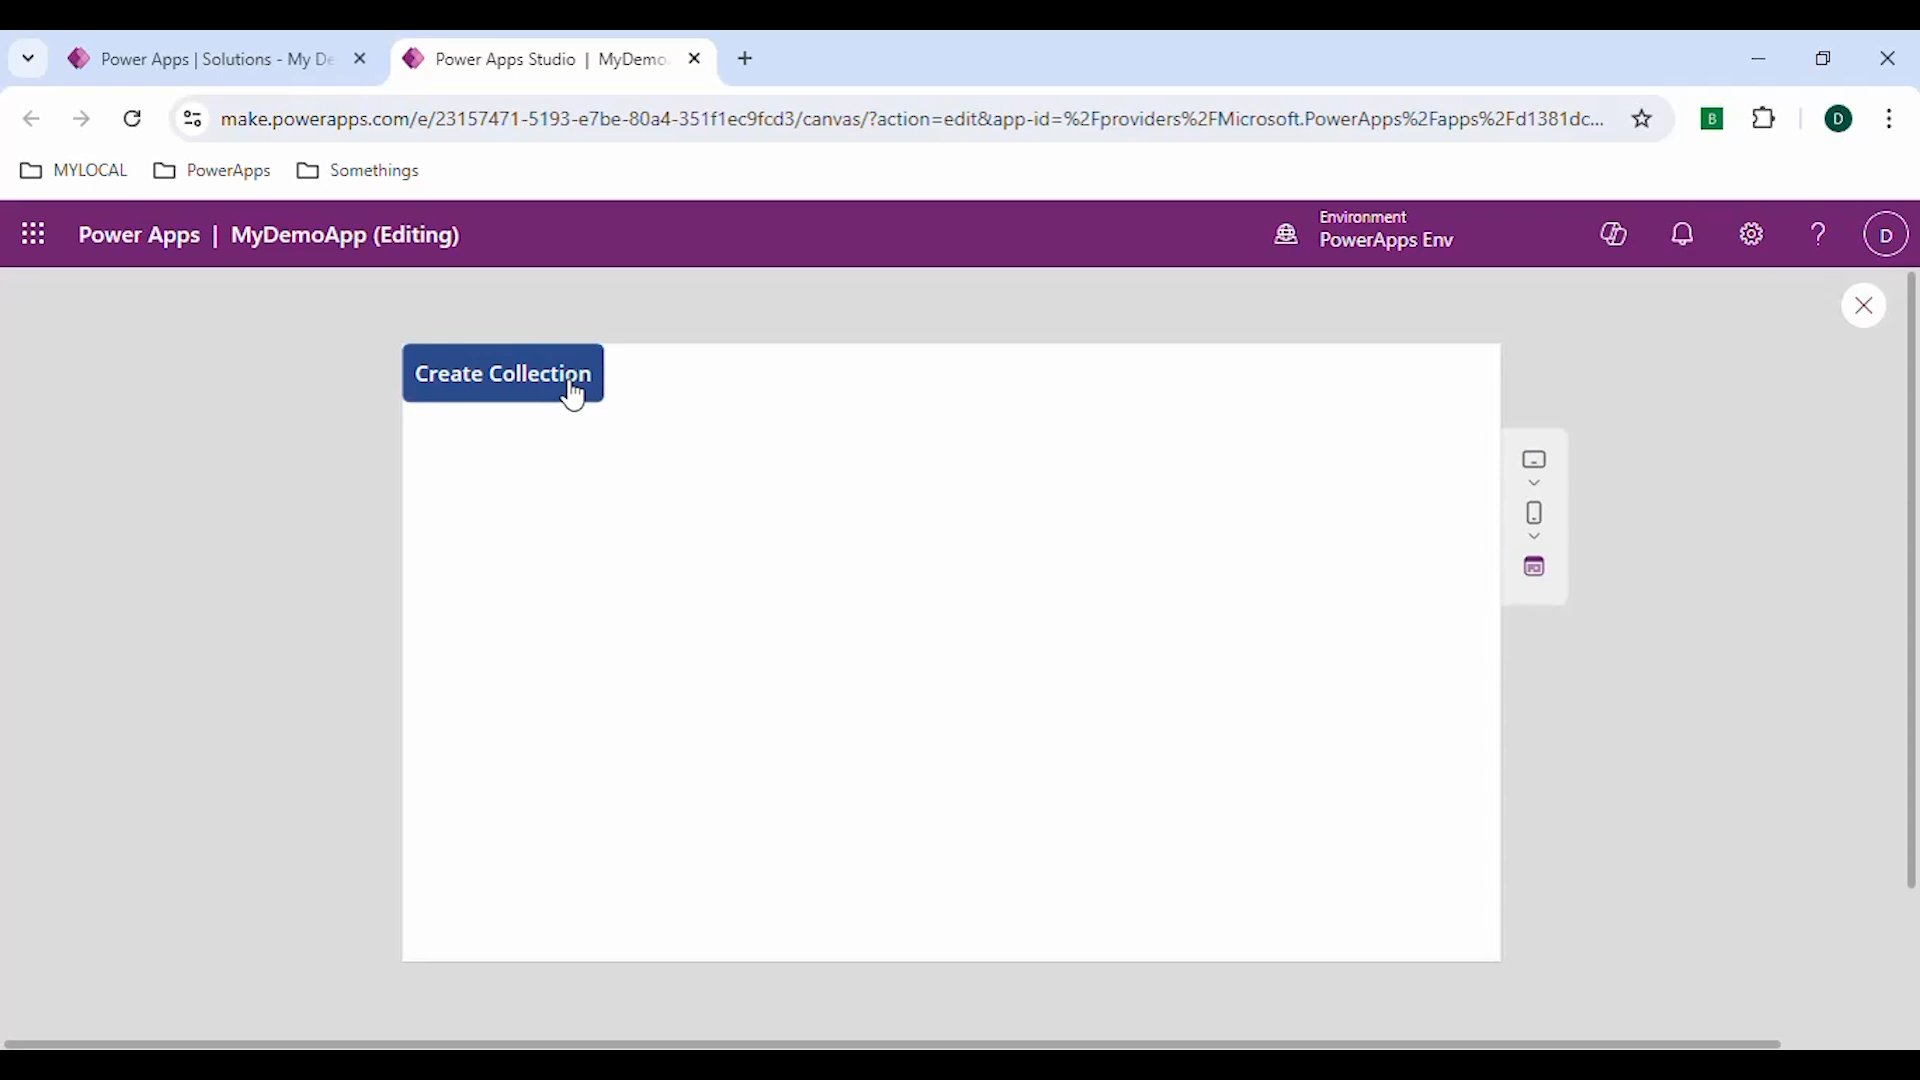 Power Apps | Solutions - My De
Power Apps Studio | MyDemo
make.powerapps.com/e/23157471-5193-e7be-80a4-351f1ec9fcd3/canvas/?action=edit&app-id=%2Fproviders%2FMicrosoft.PowerApps%2Fapps%2Fd1381dc...
B
D
MYLOCAL
PowerApps
Somethings
Power Apps | MyDemoApp (Editing)
Environment
PowerApps Env
?
D
Create Collection